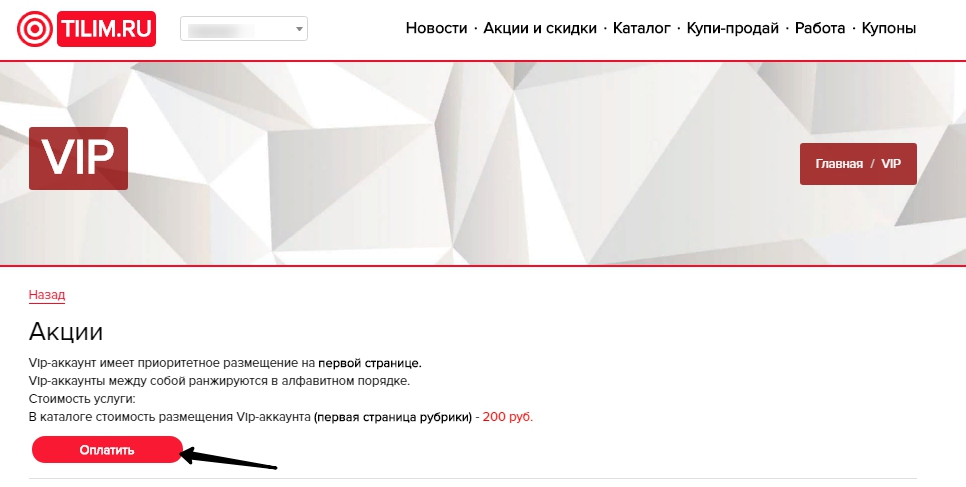 TILIM.RU
Новости · Акции и скидки · Каталог · Купи-продай · Работа · Купоны
VIP
Главная / VIP
Назад
Акции
Vip-аккаунт имеет приоритетное размещение на первой странице.
Vip-аккаунты между собой ранжируются в алфавитном порядке.
Стоимость услуги:
В каталоге стоимость размещения Vip-аккаунта (первая страница рубрики) - 200 руб.
Оплатить